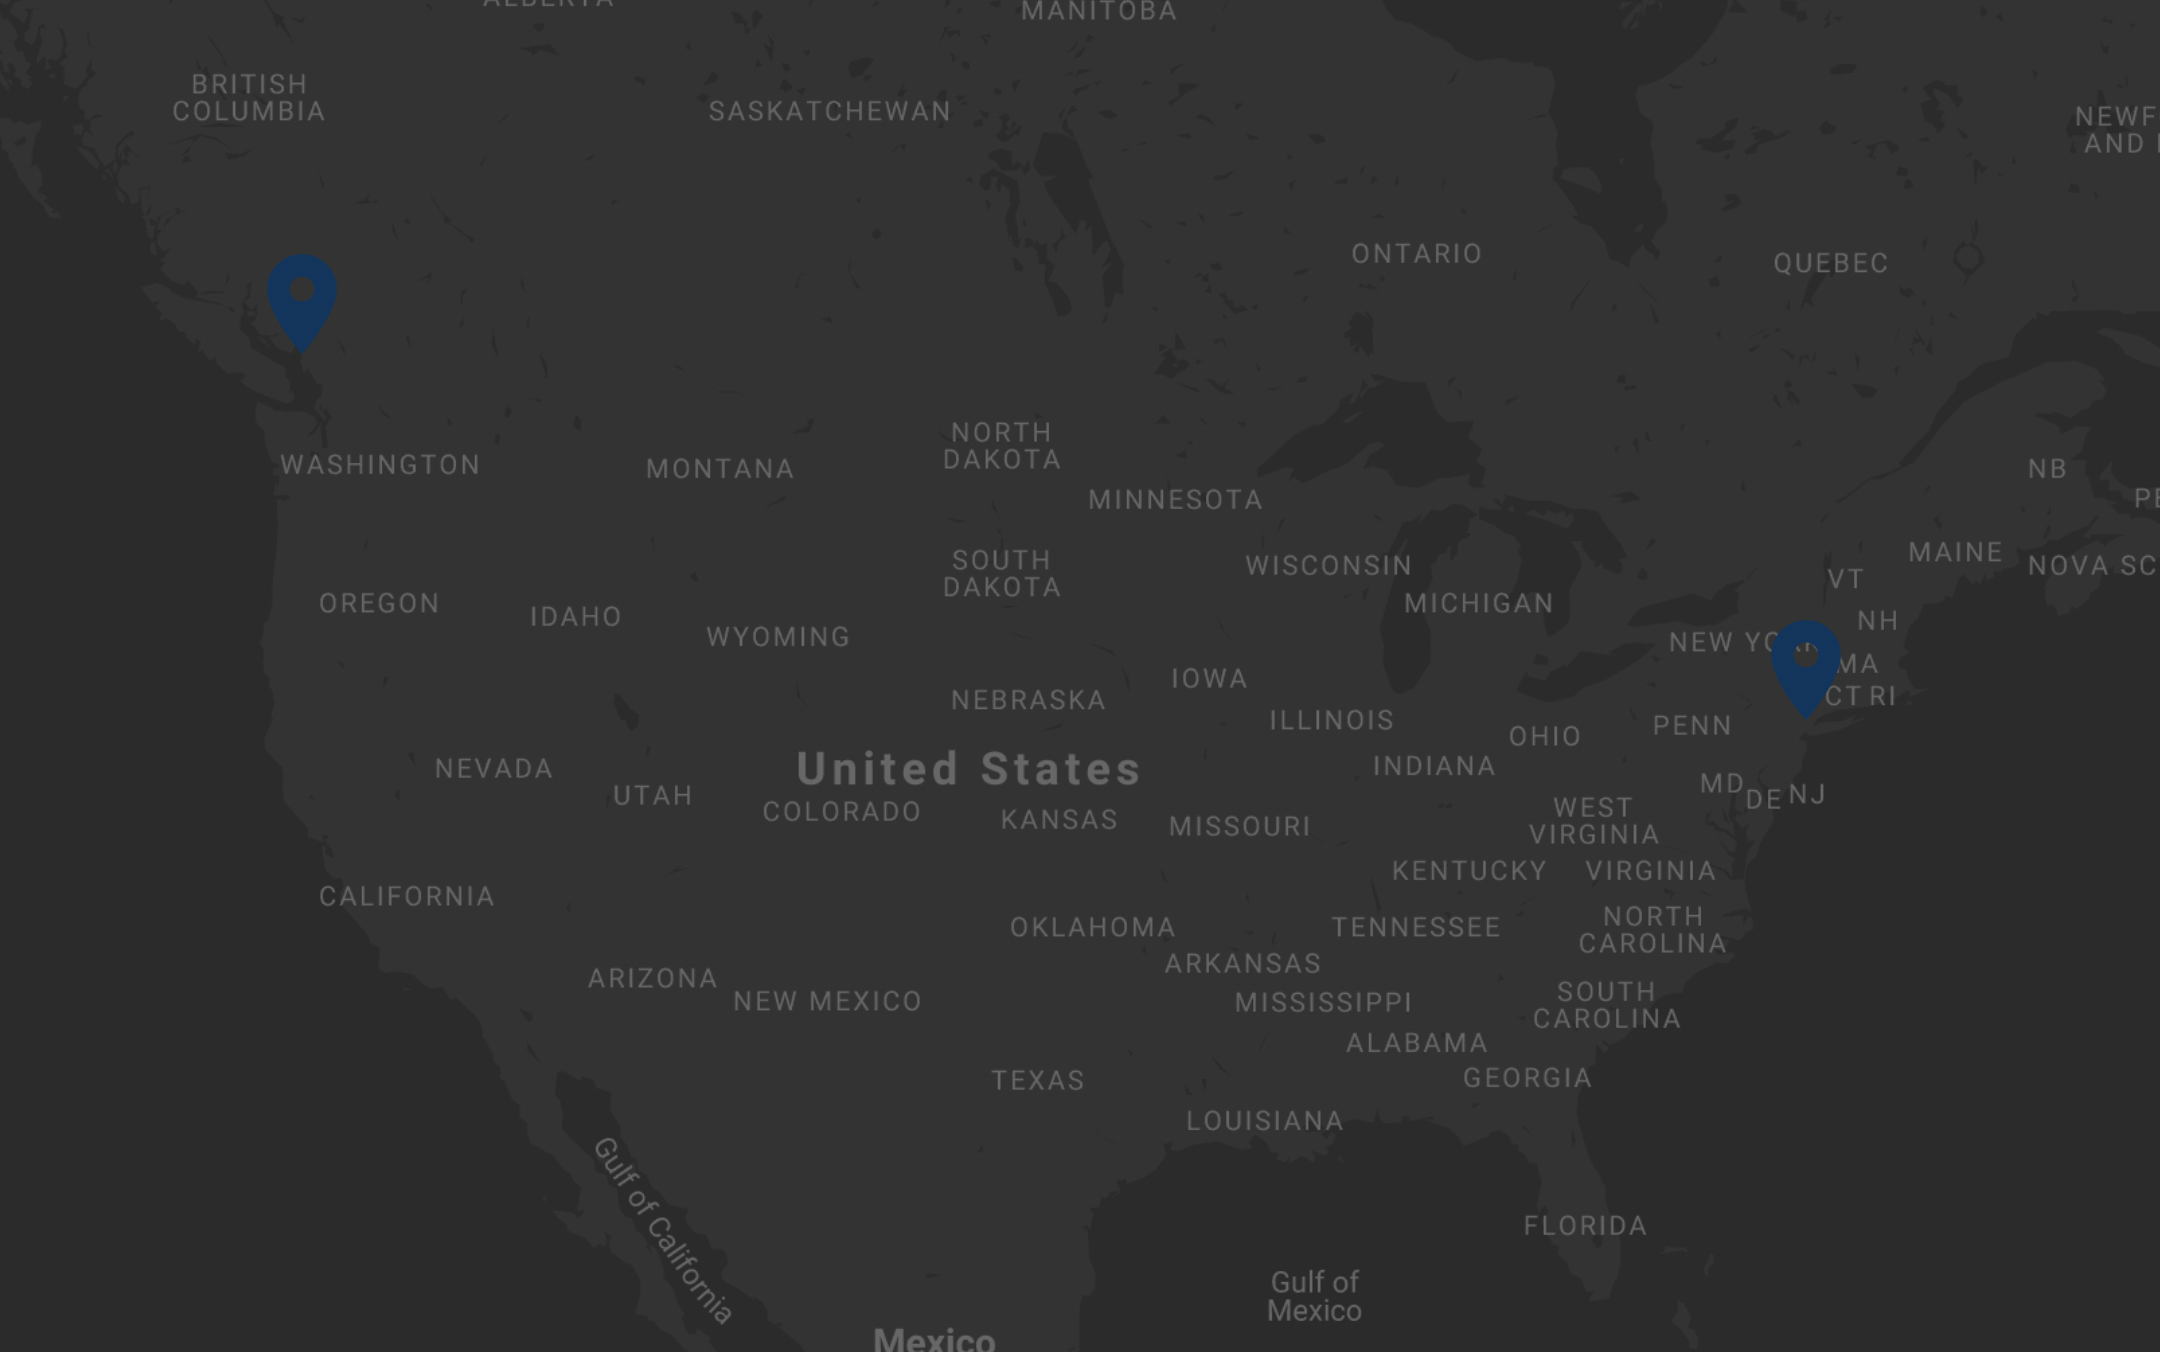 ALBERTA
MANITOBA
BRITISH
COLUMBIA
SASKATCHEWAN
NEWF
AND
ONTARIO
QUEBEC
NORTH
DAKOTA
WASHINGTON
MONTANA
NB
MINNESOTA
PE
SOUTH
DAKOTA
WISCONSIN
MAINE
NOVA SC
VT
OREGON
IDAHO
MICHIGAN
NH
WYOMING
NEW YORK
MA
IOWA
NEBRASKA
CT RI
ILLINOIS
PENN
OHIO
United States
NEVADA
INDIANA
UTAH
MD
DE
NJ
COLORADO
KANSAS
MISSOURI
WEST
VIRGINIA
KENTUCKY
VIRGINIA
CALIFORNIA
OKLAHOMA
TENNESSEE
NORTH
CAROLINA
ARKANSAS
ARIZONA
NEW MEXICO
MISSISSIPPI
SOUTH
CAROLINA
ALABAMA
TEXAS
GEORGIA
LOUISIANA
Gulf of California
FLORIDA
Gulf of
Mexico
Mexico